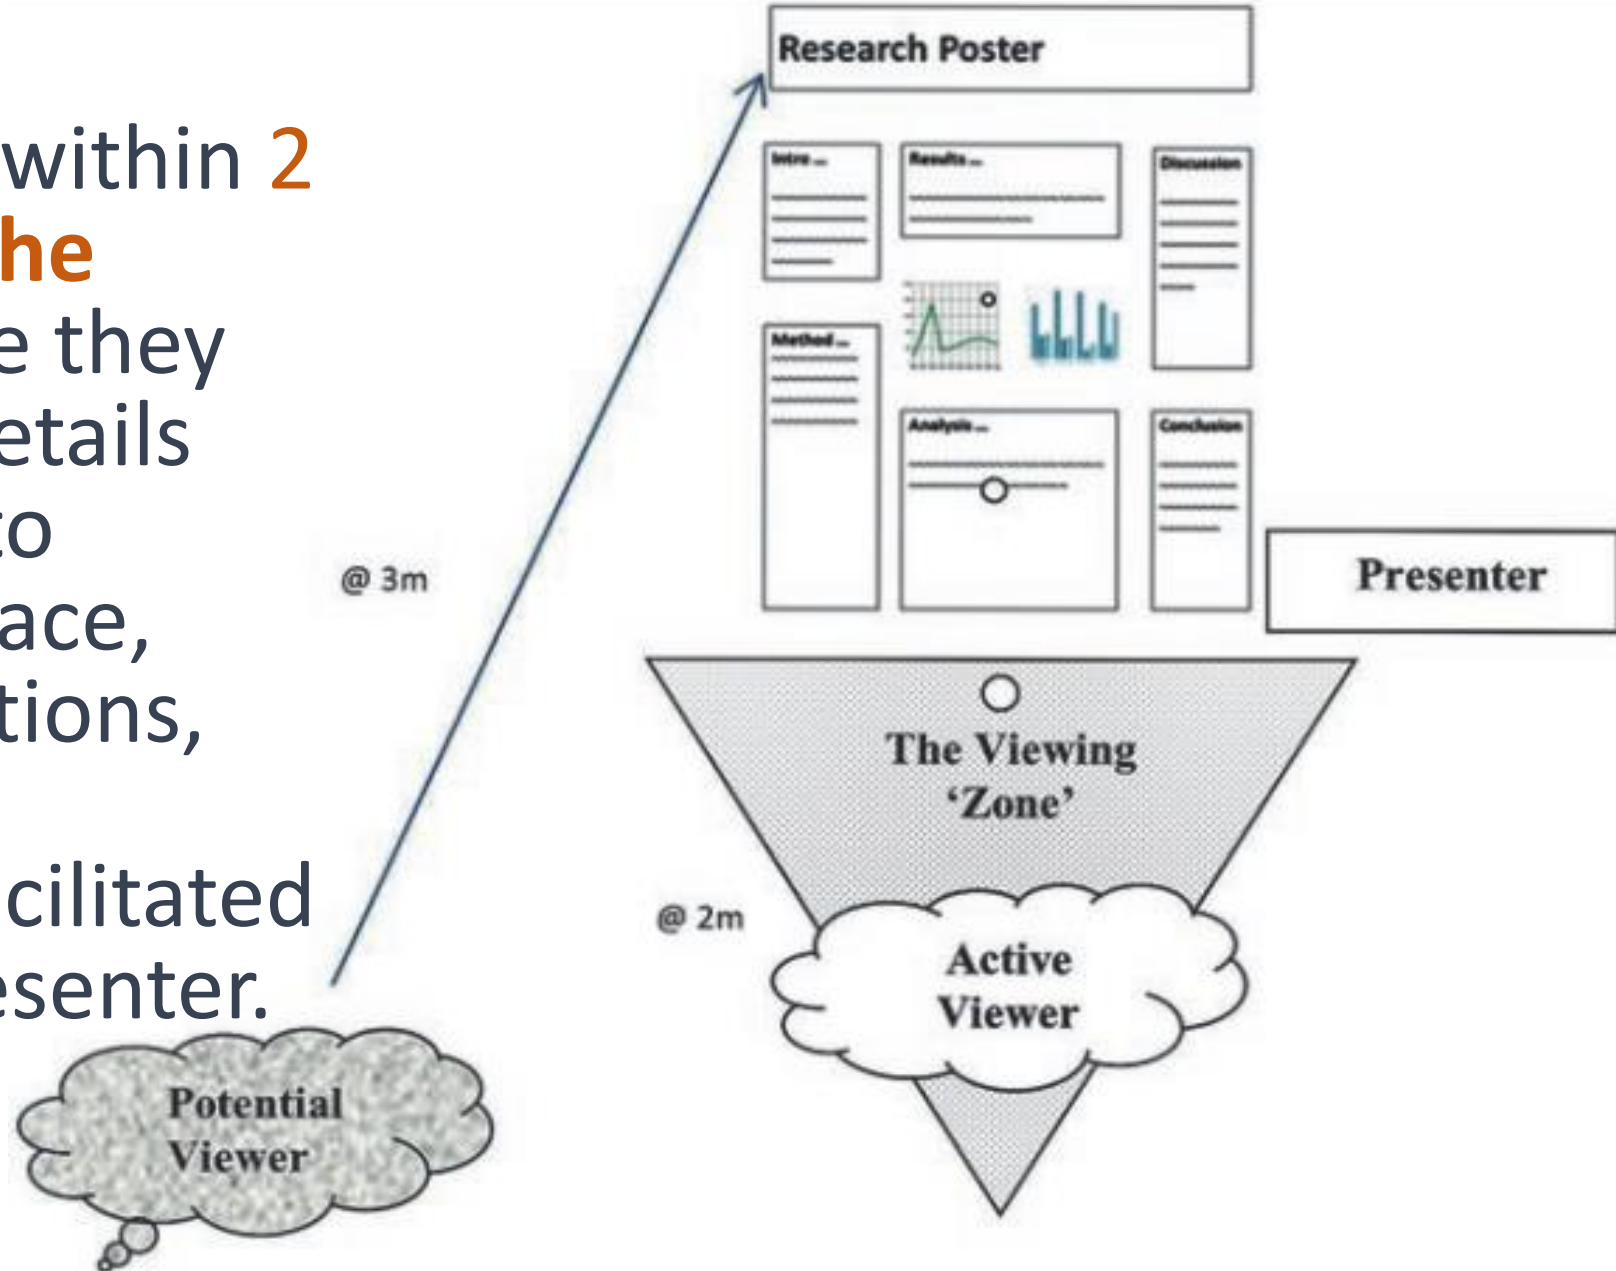 within 2
he
e they
etails
to
ace,
tions,
cilitated
esenter.
Research Poster
Intro ...
Results ...
Discussion
Method ...
Analysis ...
Conclusion
@ 3m
Presenter
The Viewing
‘Zone’
@ 2m
Active
Viewer
Potential
Viewer